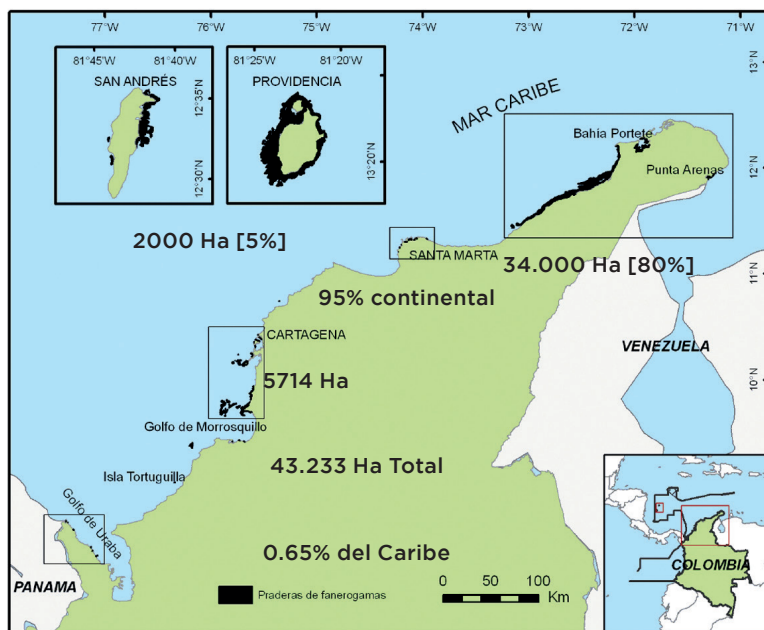 77°W 76°W 75°W 74°W 73°W 72°W 71°W
81°45'W 81°40'W
SAN ANDRÉS
12°35'N
12°30'N
81°25'W 81°20'W
PROVIDENCIA
13°20'N
MAR CARIBE
13°N
Bahía Portete
Punta Arenas
12°N
2000 Ha [5%]
SANTA MARTA
34.000 Ha [80%]
11°N
95% continental
CARTAGENA
VENEZUELA
5714 Ha
10°N
Golfo de Morrosquillo
43.233 Ha Total
Isla Tortuguilla
Golfo de Uraba
0.65% del Caribe
PANAMA
COLOMBIA
Praderas de fanerogamas
0 50 100
Km